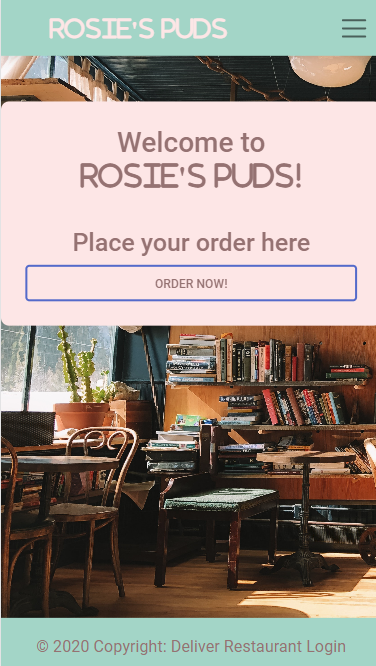 ROSIE'S PUDS
Welcome to
ROSIE'S PUDS!
Place your order here
ORDER NOW!
© 2020 Copyright: Deliver Restaurant Login